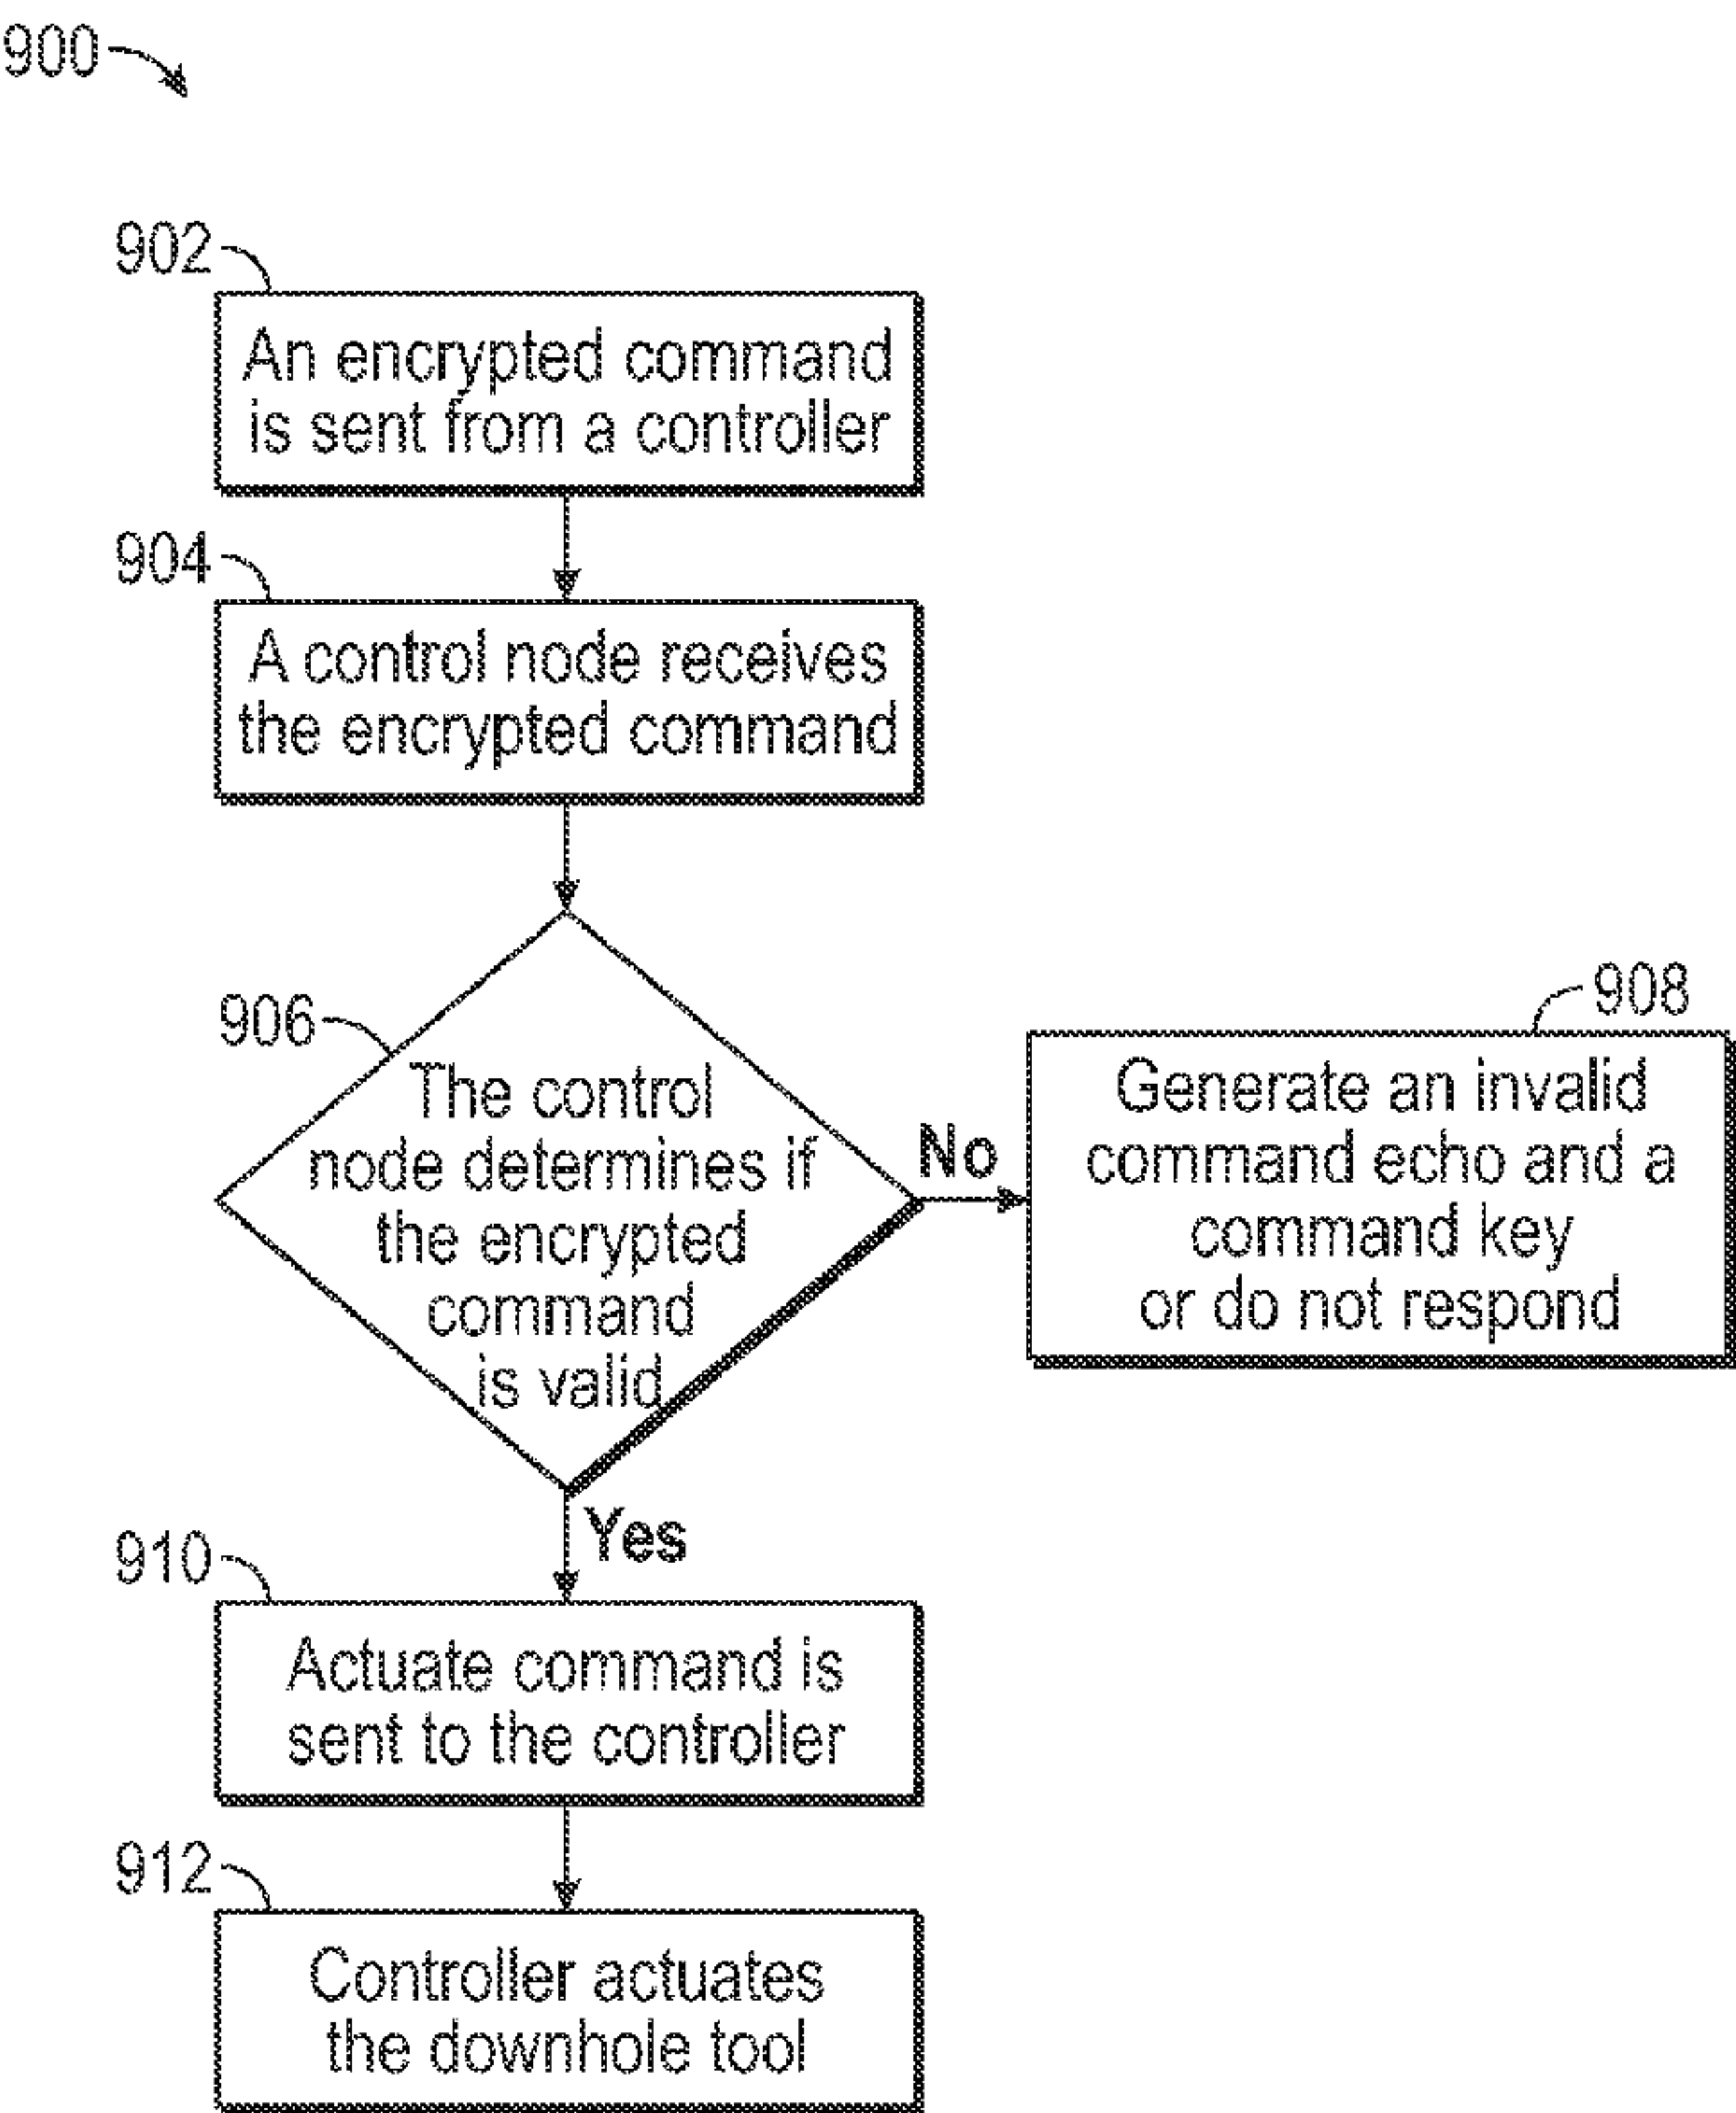 900
902
An encrypted command
is sent from a controller
904
A control node receives
the encrypted command
906
The control
node determines if
the encrypted
command
is valid
No
908
Generate an invalid
command echo and a
command key
or do not respond
Yes
910
Actuate command is
sent to the controller
912
Controller actuates
the downhole tool